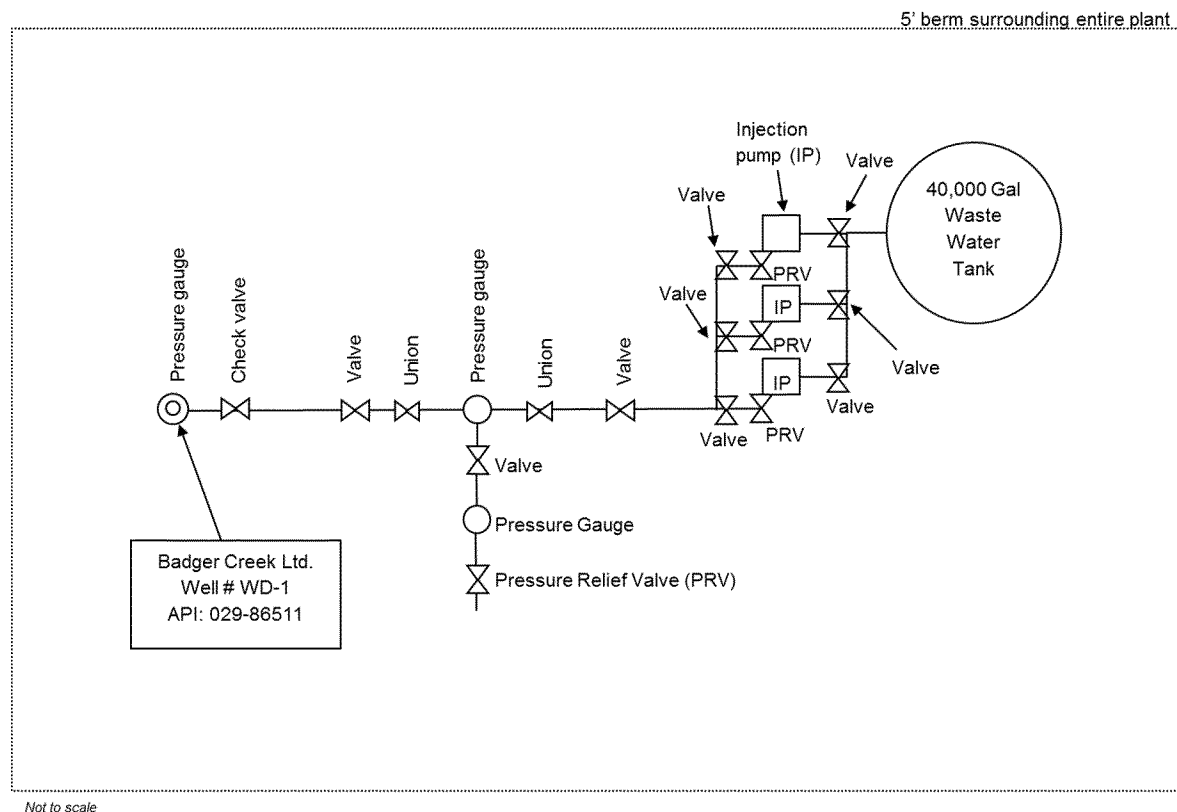 5' berm surrounding entire plant
Injection
pump (IP)
Valve
Valve
40,000 Gal
Waste
Water
Tank
PRV
Valve
IP
PRV
Valve
IP
Valve
Valve
PRV
Pressure gauge
Check valve
Valve
Union
Pressure gauge
Union
Valve
Valve
Pressure Gauge
Pressure Relief Valve (PRV)
Badger Creek Ltd.
Well # WD-1
API: 029-86511
Not to scale